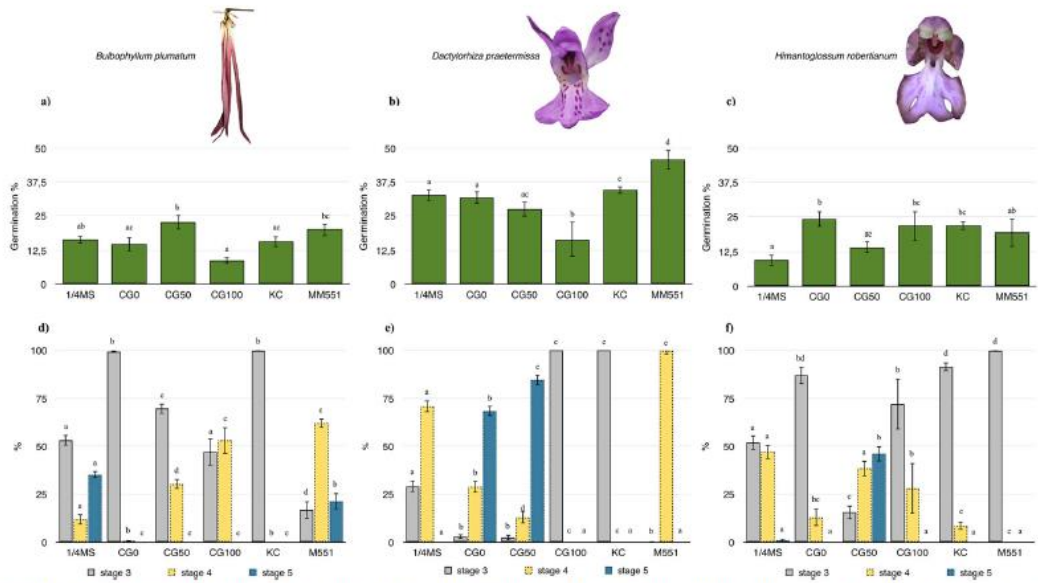 Bulbophyllum plumatum
Dactylorhiza praetermissa
Himantoglossum robertianum
a)
b)
c)
50
37,5
25
12,5
0
Germination %
ab
ac
b
a
ac
bc
1/4MS
CG0
CG50
CG100
KC
MM551
50
37,5
25
12,5
0
Germination %
a
a
ac
b
c
d
1/4MS
CG0
CG50
CG100
KC
MM551
50
37,5
25
12,5
0
Germination %
a
b
ac
bc
bc
ab
1/4MS
CG0
CG50
CG100
KC
MM551
d)
e)
f)
100
75
50
25
0
%
a
a
a
b
b
c
c
d
c
a
c
c
b
b
c
b
c
b
1/4MS
CG0
CG50
CG100
KC
M551
stage 3
stage 4
stage 5
100
75
50
25
0
%
a
a
a
b
b
b
b
d
c
c
c
a
c
c
a
b
e
a
1/4MS
CG0
CG50
CG100
KC
M551
stage 3
stage 4
stage 5
100
75
50
25
0
%
a
a
a
bd
bc
a
c
a
b
b
b
a
d
c
a
d
a
1/4MS
CG0
CG50
CG100
KC
M551
stage 3
stage 4
stage 5